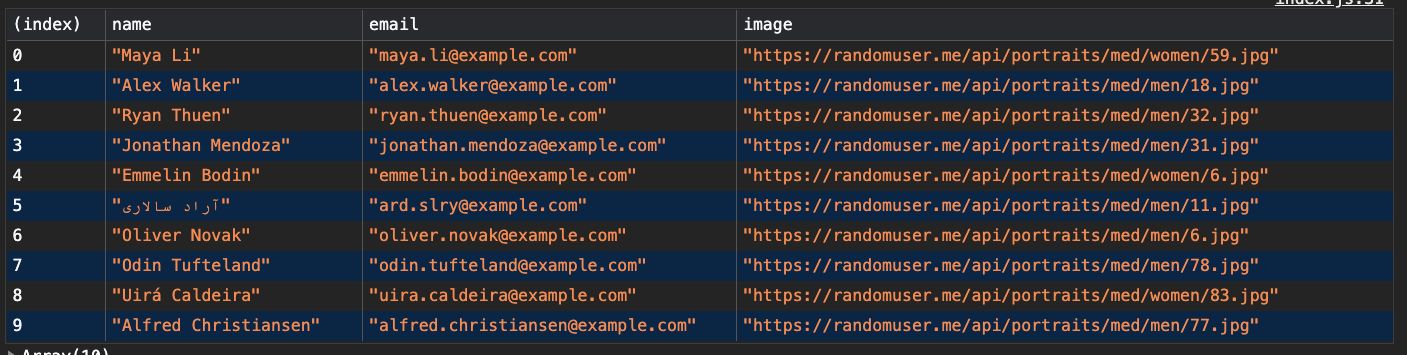 index.js:31
(index) name email image
0 "Maya Li" "maya.li@example.com" "https://randomuser.me/api/portraits/med/women/59.jpg"
1 "Alex Walker" "alex.walker@example.com" "https://randomuser.me/api/portraits/med/men/18.jpg"
2 "Ryan Thuen" "ryan.thuen@example.com" "https://randomuser.me/api/portraits/med/men/32.jpg"
3 "Jonathan Mendoza" "jonathan.mendoza@example.com" "https://randomuser.me/api/portraits/med/men/31.jpg"
4 "Emmelin Bodin" "emmelin.bodin@example.com" "https://randomuser.me/api/portraits/med/women/6.jpg"
5 "آراد سالاری" "ard.slry@example.com" "https://randomuser.me/api/portraits/med/men/11.jpg"
6 "Oliver Novak" "oliver.novak@example.com" "https://randomuser.me/api/portraits/med/men/6.jpg"
7 "Odin Tufteland" "odin.tufteland@example.com" "https://randomuser.me/api/portraits/med/men/78.jpg"
8 "Uirá Caldeira" "uira.caldeira@example.com" "https://randomuser.me/api/portraits/med/women/83.jpg"
9 "Alfred Christiansen" "alfred.christiansen@example.com" "https://randomuser.me/api/portraits/med/men/77.jpg"
Array(10)